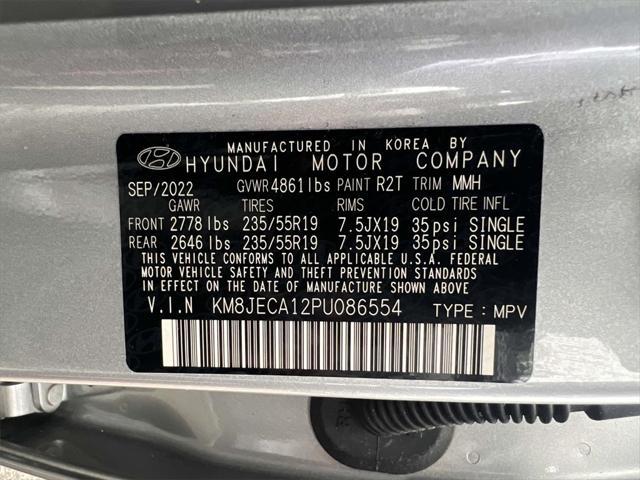 MANUFACTURED IN KOREA BY
HYUNDAI MOTOR COMPANY
SEP/2022 GVWR 4861 lbs PAINT R2T TRIM MMH
GAWR TIRES RIMS COLD TIRE INFL
FRONT 2778 lbs 235/55R19 7.5JX19 35psi SINGLE
REAR 2646 lbs 235/55R19 7.5JX19 35psi SINGLE
THIS VEHICLE CONFORMS TO ALL APPLICABLE U.S.A. FEDERAL
MOTOR VEHICLE SAFETY, BUMPER, AND THEFT PREVENTION
STANDARDS IN EFFECT ON THE DATE OF MANUFACTURE SHOWN ABOVE
V.I.N KM8JECA12PU086554 TYPE : MPV